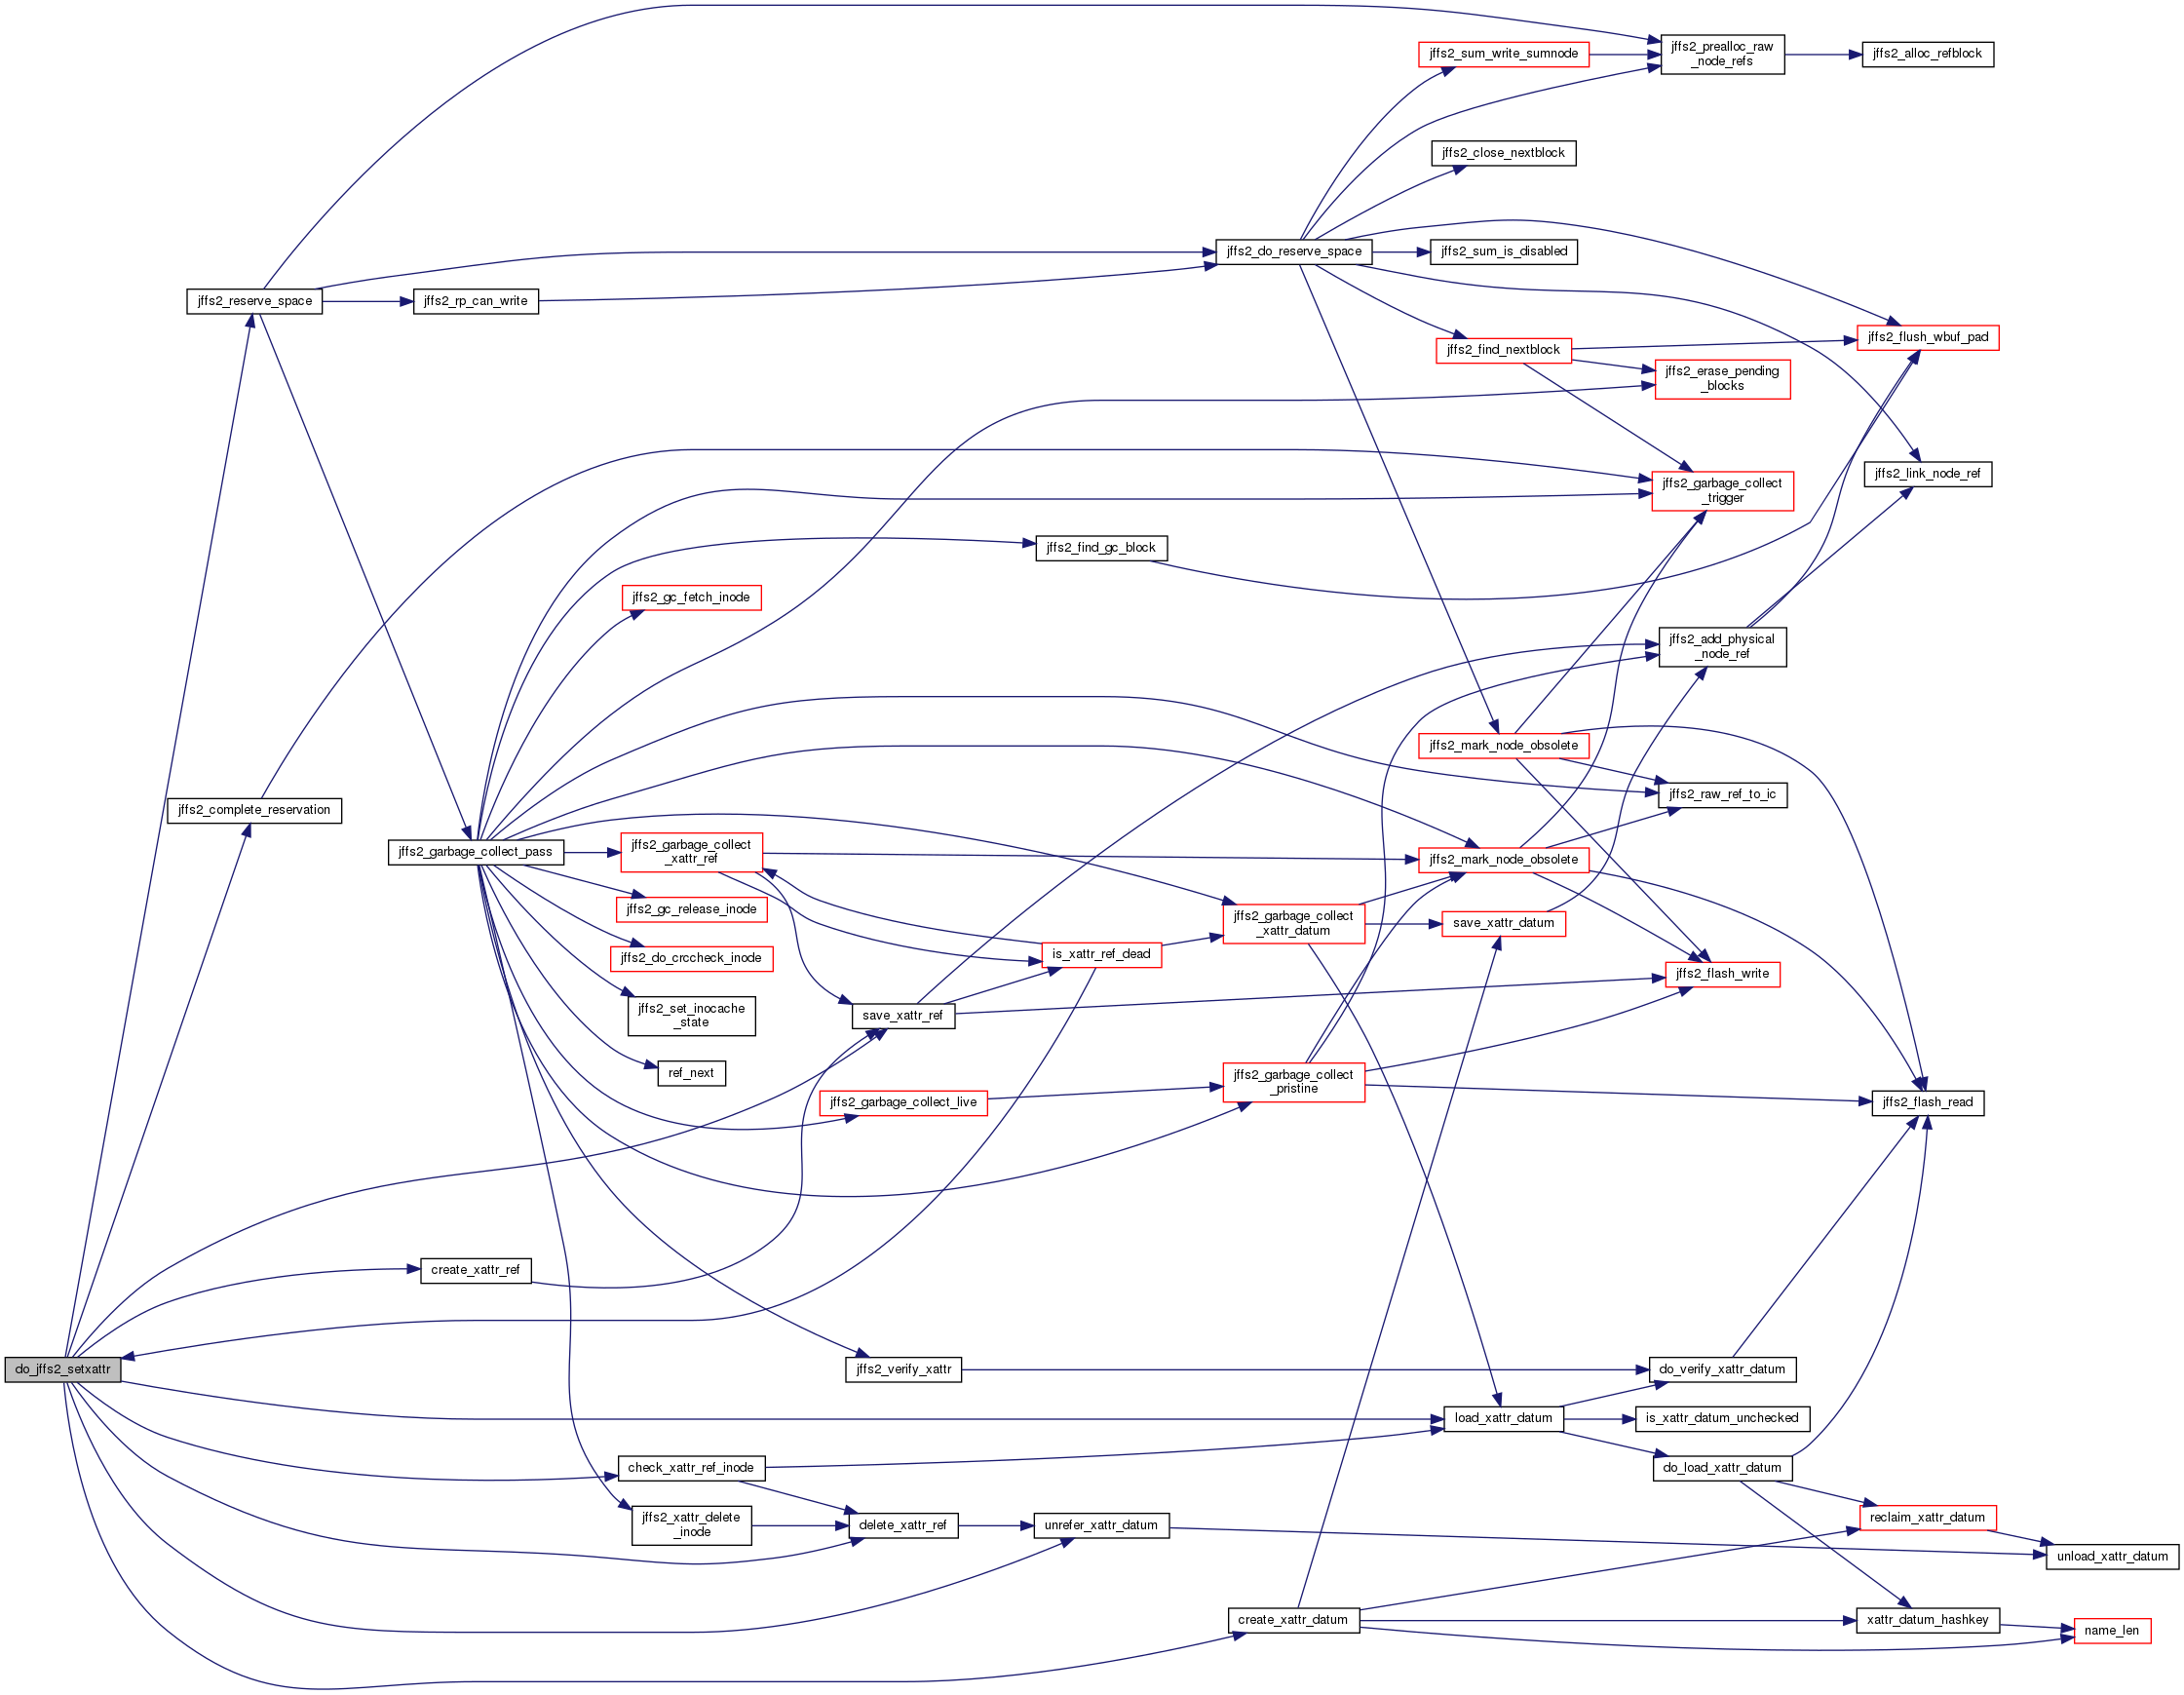 jffs2_sum_write_sumnode
jffs2_prealloc_raw
_node_refs
jffs2_alloc_refblock
jffs2_close_nextblock
jffs2_do_reserve_space
jffs2_sum_is_disabled
jffs2_reserve_space
jffs2_rp_can_write
jffs2_flush_wbuf_pad
jffs2_find_nextblock
jffs2_erase_pending
_blocks
jffs2_link_node_ref
jffs2_garbage_collect
_trigger
jffs2_find_gc_block
jffs2_gc_fetch_inode
jffs2_add_physical
_node_ref
jffs2_mark_node_obsolete
jffs2_raw_ref_to_ic
jffs2_complete_reservation
jffs2_garbage_collect_pass
jffs2_garbage_collect
_xattr_ref
jffs2_mark_node_obsolete
jffs2_gc_release_inode
jffs2_garbage_collect
_xattr_datum
save_xattr_datum
jffs2_do_crccheck_inode
is_xattr_ref_dead
jffs2_flash_write
jffs2_set_inocache
_state
save_xattr_ref
ref_next
jffs2_garbage_collect
_pristine
jffs2_garbage_collect_live
jffs2_flash_read
create_xattr_ref
do_jffs2_setxattr
jffs2_verify_xattr
do_verify_xattr_datum
load_xattr_datum
is_xattr_datum_unchecked
check_xattr_ref_inode
do_load_xattr_datum
jffs2_xattr_delete
_inode
delete_xattr_ref
unrefer_xattr_datum
reclaim_xattr_datum
unload_xattr_datum
create_xattr_datum
xattr_datum_hashkey
name_len